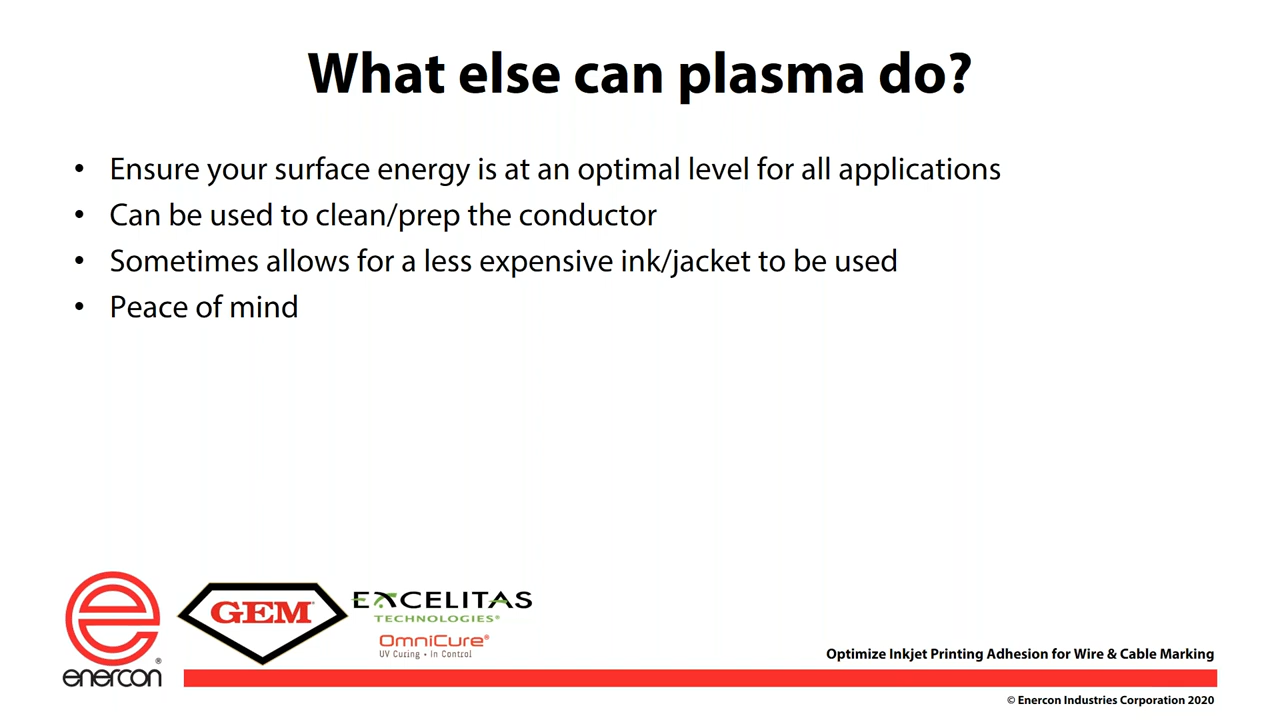 What else can plasma do?
• Ensure your surface energy is at an optimal level for all applications
• Can be used to clean/prep the conductor
• Sometimes allows for a less expensive ink/jacket to be used
• Peace of mind
enercon®
GEM®
EXCELITAS
TECHNOLOGIES®
OmniCure®
UV Curing • In Control
Optimize Inkjet Printing Adhesion for Wire & Cable Marking
© Enercon Industries Corporation 2020